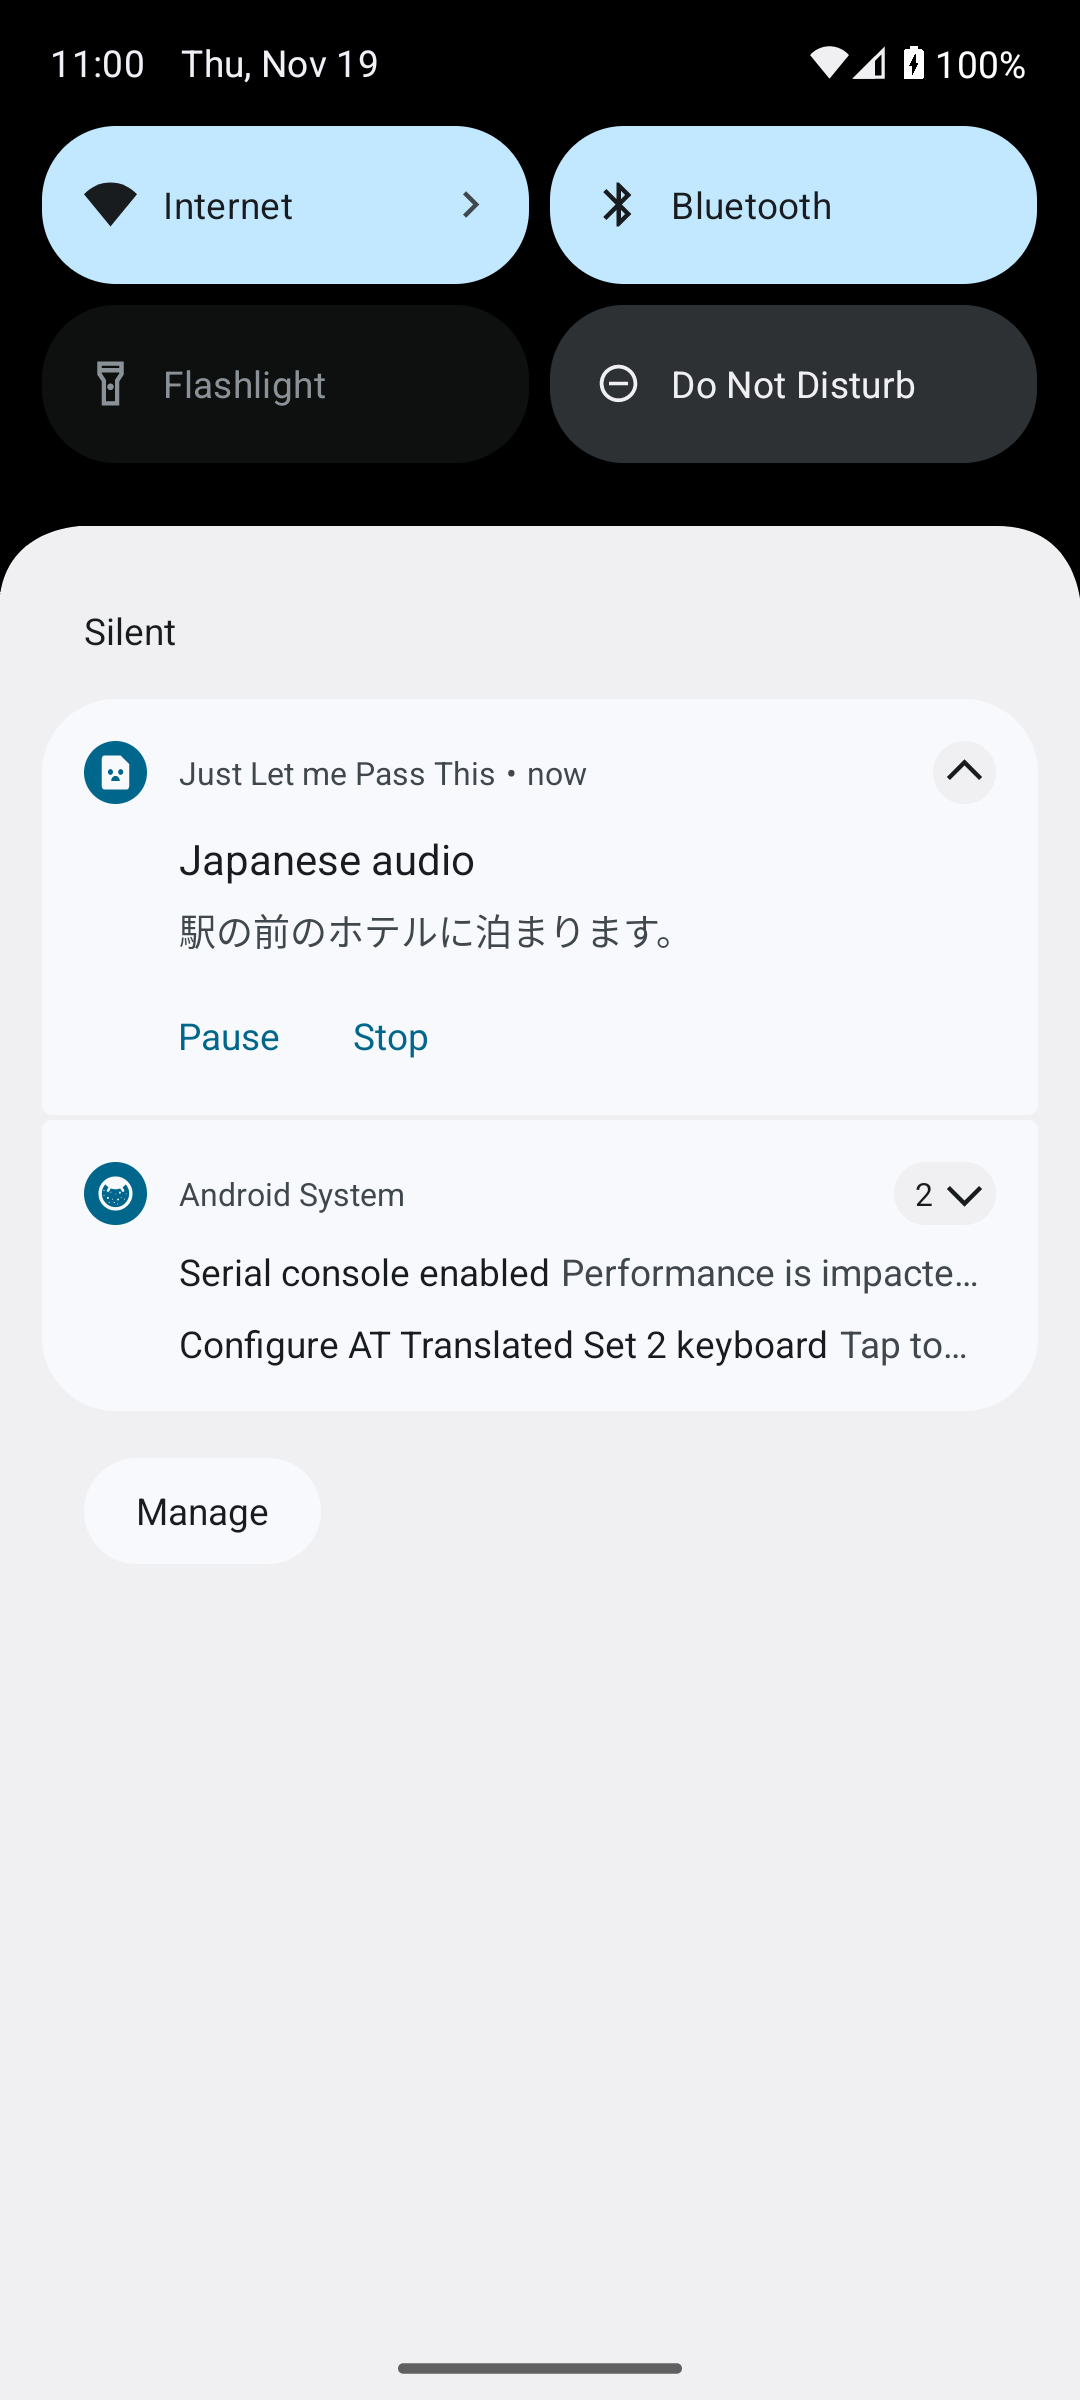 11:00 Thu, Nov 19 100%
Internet Bluetooth
Flashlight Do Not Disturb
Silent
Just Let me Pass This • now
Japanese audio
駅の前のホテルに泊まります。
Pause Stop
Android System 2
Serial console enabled Performance is impacte…
Configure AT Translated Set 2 keyboard Tap to…
Manage